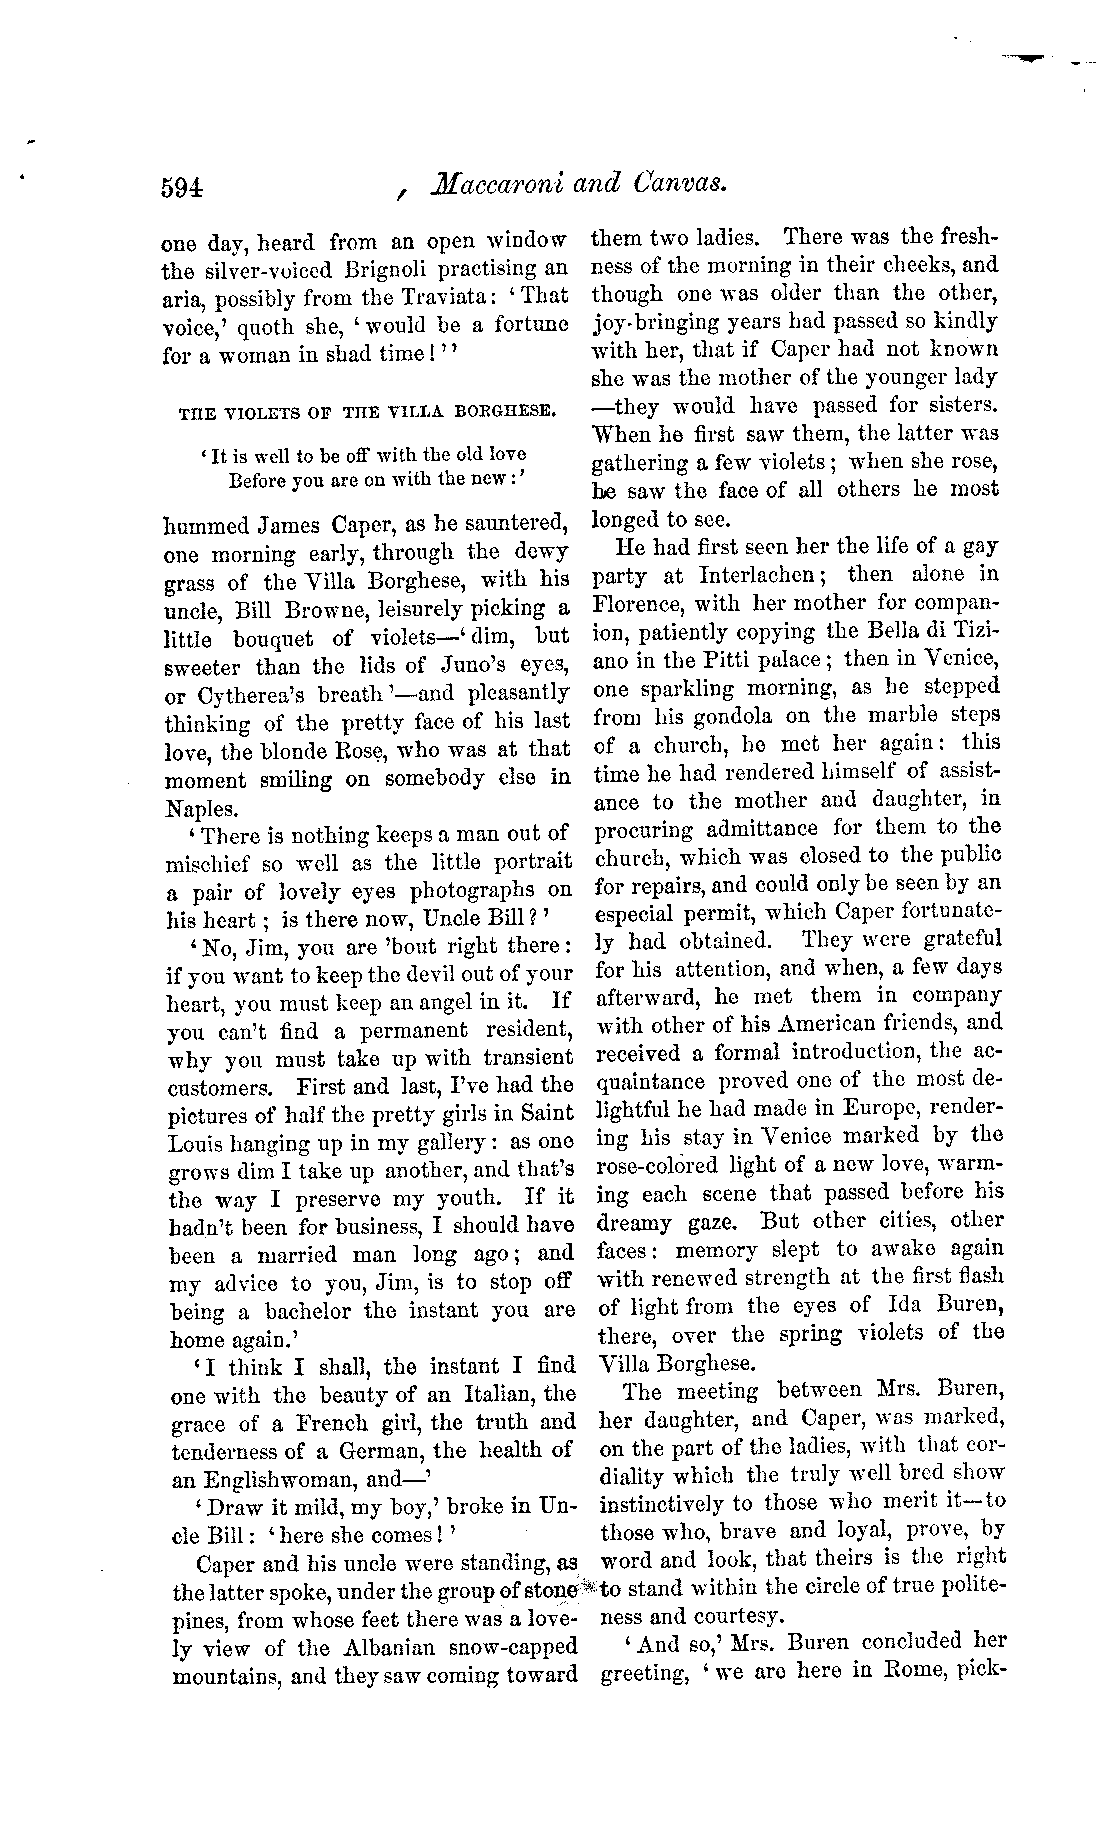 594
Maccaroni and Canvas.
one day, heard from an open window
the silver-voiced Brignoli practising an
aria, possibly from the Traviata: ‘That
voice,’ quoth she, ‘would be a fortune
for a woman in shad time!’’
THE VIOLETS OF THE VILLA BORGHESE.
‘It is well to be off with the old love
Before you are on with the new:’
hummed James Caper, as he sauntered,
one morning early, through the dewy
grass of the Villa Borghese, with his
uncle, Bill Browne, leisurely picking a
little bouquet of violets—‘dim, but
sweeter than the lids of Juno's eyes,
or Cytherea's breath’—and pleasantly
thinking of the pretty face of his last
love, the blonde Rose, who was at that
moment smiling on somebody else in
Naples.
‘There is nothing keeps a man out of
mischief so well as the little portrait
a pair of lovely eyes photographs on
his heart; is there now, Uncle Bill?’
‘No, Jim, you are 'bout right there:
if you want to keep the devil out of your
heart, you must keep an angel in it. If
you can't find a permanent resident,
why you must take up with transient
customers. First and last, I've had the
pictures of half the pretty girls in Saint
Louis hanging up in my gallery: as one
grows dim I take up another, and that's
the way I preserve my youth. If it
hadn't been for business, I should have
been a married man long ago; and
my advice to you, Jim, is to stop off
being a bachelor the instant you are
home again.’
‘I think I shall, the instant I find
one with the beauty of an Italian, the
grace of a French girl, the truth and
tenderness of a German, the health of
an Englishwoman, and—’
‘Draw it mild, my boy,’ broke in Un-
cle Bill: ‘here she comes!’
Caper and his uncle were standing, as
the latter spoke, under the group of stone
pines, from whose feet there was a love-
ly view of the Albanian snow-capped
mountains, and they saw coming toward
them two ladies. There was the fresh-
ness of the morning in their cheeks, and
though one was older than the other,
joy-bringing years had passed so kindly
with her, that if Caper had not known
she was the mother of the younger lady
—they would have passed for sisters.
When he first saw them, the latter was
gathering a few violets; when she rose,
he saw the face of all others he most
longed to see.
He had first seen her the life of a gay
party at Interlachen; then alone in
Florence, with her mother for compan-
ion, patiently copying the Bella di Tizi-
ano in the Pitti palace; then in Venice,
one sparkling morning, as he stepped
from his gondola on the marble steps
of a church, he met her again: this
time he had rendered himself of assist-
ance to the mother and daughter, in
procuring admittance for them to the
church, which was closed to the public
for repairs, and could only be seen by an
especial permit, which Caper fortunate-
ly had obtained. They were grateful
for his attention, and when, a few days
afterward, he met them in company
with other of his American friends, and
received a formal introduction, the ac-
quaintance proved one of the most de-
lightful he had made in Europe, render-
ing his stay in Venice marked by the
rose-colored light of a new love, warm-
ing each scene that passed before his
dreamy gaze. But other cities, other
faces: memory slept to awake again
with renewed strength at the first flash
of light from the eyes of Ida Buren,
there, over the spring violets of the
Villa Borghese.
The meeting between Mrs. Buren,
her daughter, and Caper, was marked,
on the part of the ladies, with that cor-
diality which the truly well bred show
instinctively to those who merit it—to
those who, brave and loyal, prove, by
word and look, that theirs is the right
to stand within the circle of true polite-
ness and courtesy.
‘And so,’ Mrs. Buren concluded her
greeting, ‘we are here in Rome, pick-